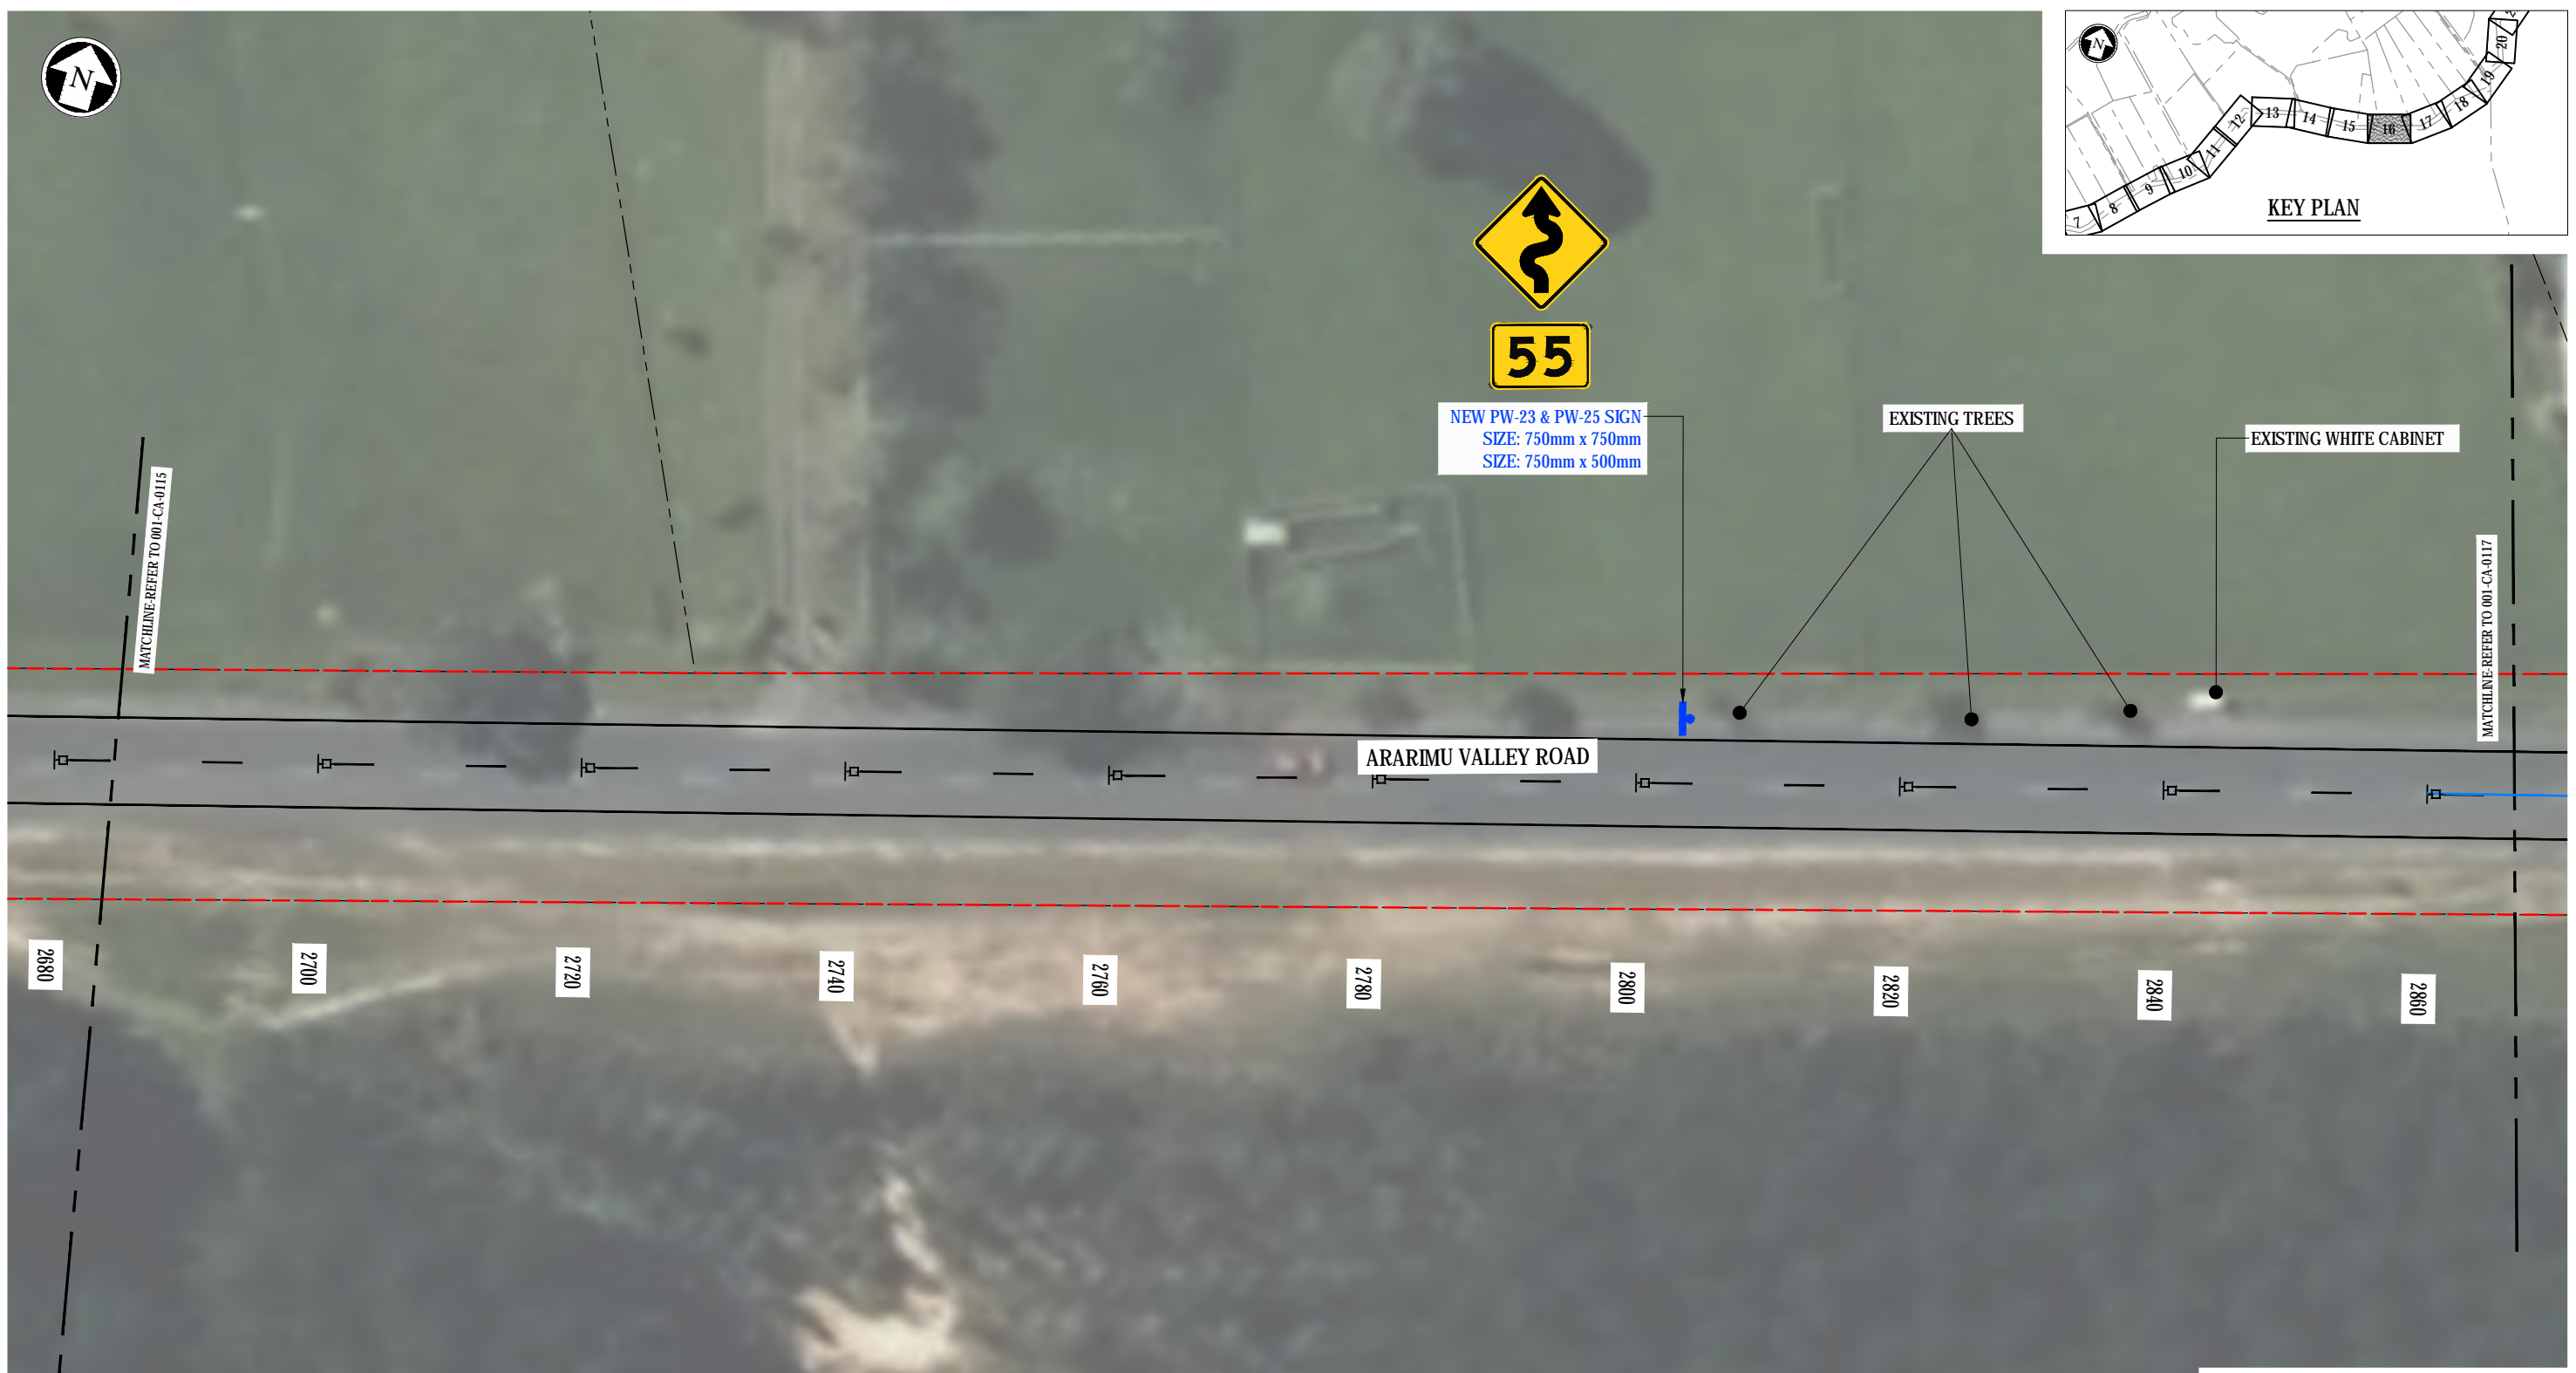 N
N
7
8
9
10
11
12
13
14
15
16
17
18
19
20
KEY PLAN
55
NEW PW-23 & PW-25 SIGN
SIZE: 750mm x 750mm
SIZE: 750mm x 500mm
EXISTING TREES
EXISTING WHITE CABINET
MATCHLINE-REFER TO 001-CA-0115
MATCHLINE-REFER TO 001-CA-0117
ARARIMU VALLEY ROAD
2680
2700
2720
2740
2760
2780
2800
2820
2840
2860